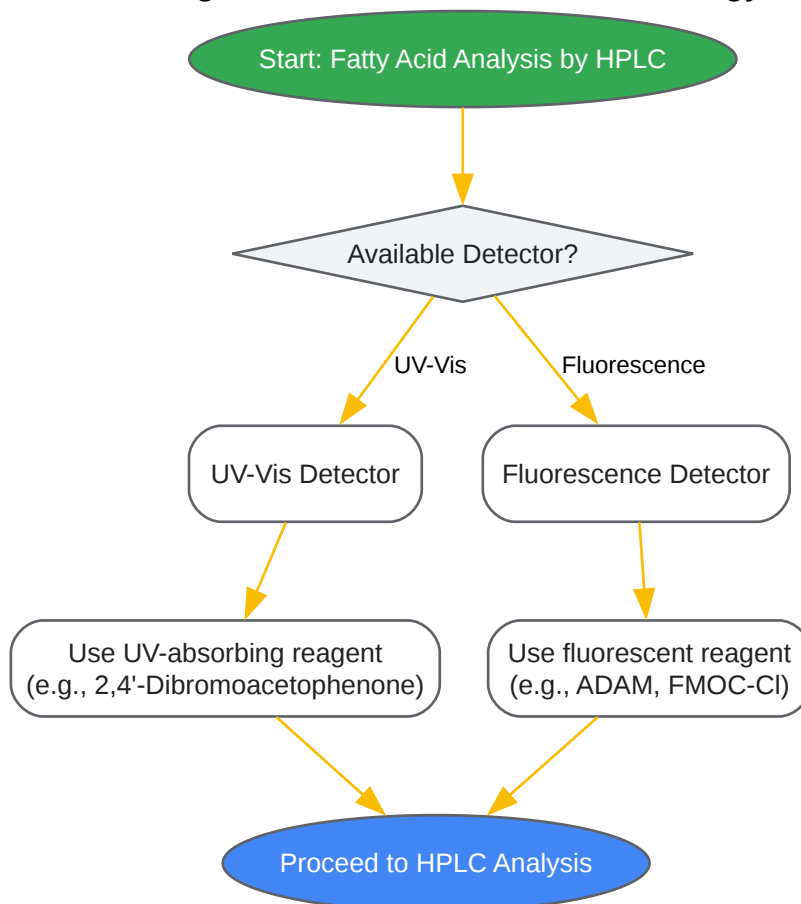 Start: Fatty Acid Analysis by HPLC
Available Detector?
UV-Vis
Fluorescence
UV-Vis Detector
Fluorescence Detector
Use UV-absorbing reagent
(e.g., 2,4'-Dibromoacetophenone)
Use fluorescent reagent
(e.g., ADAM, FMOC-Cl)
Proceed to HPLC Analysis